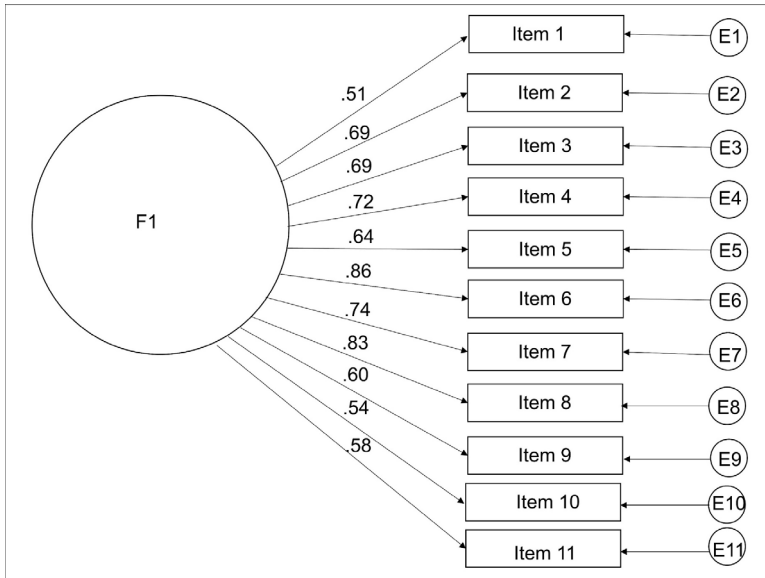 F1
.51
.69
.69
.72
.64
.86
.74
.83
.60
.54
.58
Item 1
E1
Item 2
E2
Item 3
E3
Item 4
E4
Item 5
E5
Item 6
E6
Item 7
E7
Item 8
E8
Item 9
E9
Item 10
E10
Item 11
E11